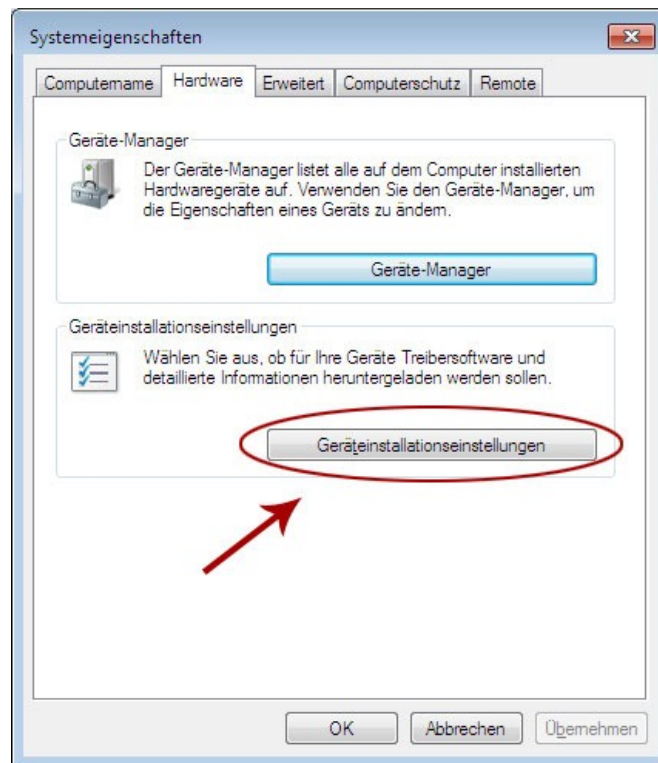 Systemeigenschaften
Computername Hardware Erweitert Computerschutz Remote
Geräte-Manager
Der Geräte-Manager listet alle auf dem Computer installierten
Hardwaregeräte auf. Verwenden Sie den Geräte-Manager, um
die Eigenschaften eines Geräts zu ändern.
Geräte-Manager
Geräteinstallationseinstellungen
Wählen Sie aus, ob für Ihre Geräte Treibersoftware und
detaillierte Informationen heruntergeladen werden sollen.
Geräteinstallationseinstellungen
OK Abbrechen Übernehmen